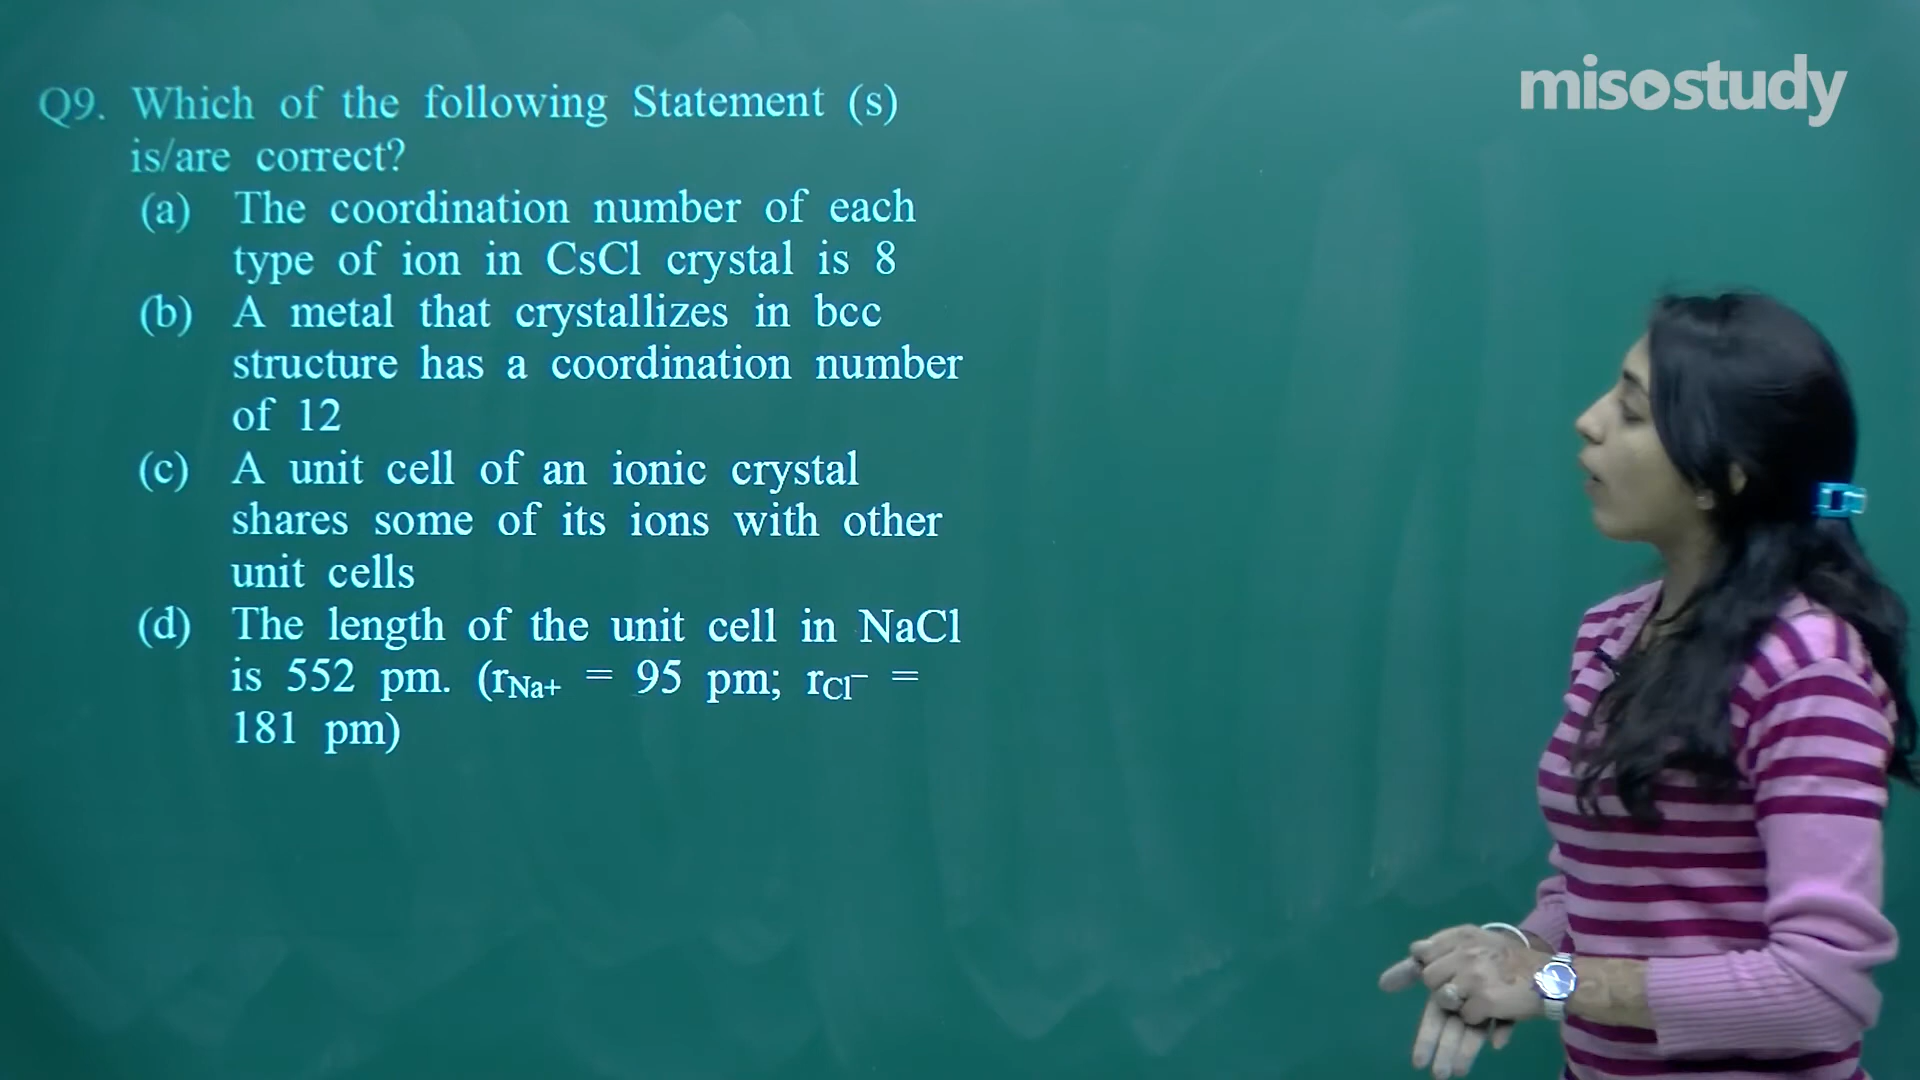 misostudy
Q9. Which of the following Statement (s)
is/are correct?
(a) The coordination number of each
type of ion in CsCl crystal is 8
(b) A metal that crystallizes in bcc
structure has a coordination number
of 12
(c) A unit cell of an ionic crystal
shares some of its ions with other
unit cells
(d) The length of the unit cell in NaCl
is 552 pm. (rNa+ = 95 pm; rCl− =
181 pm)